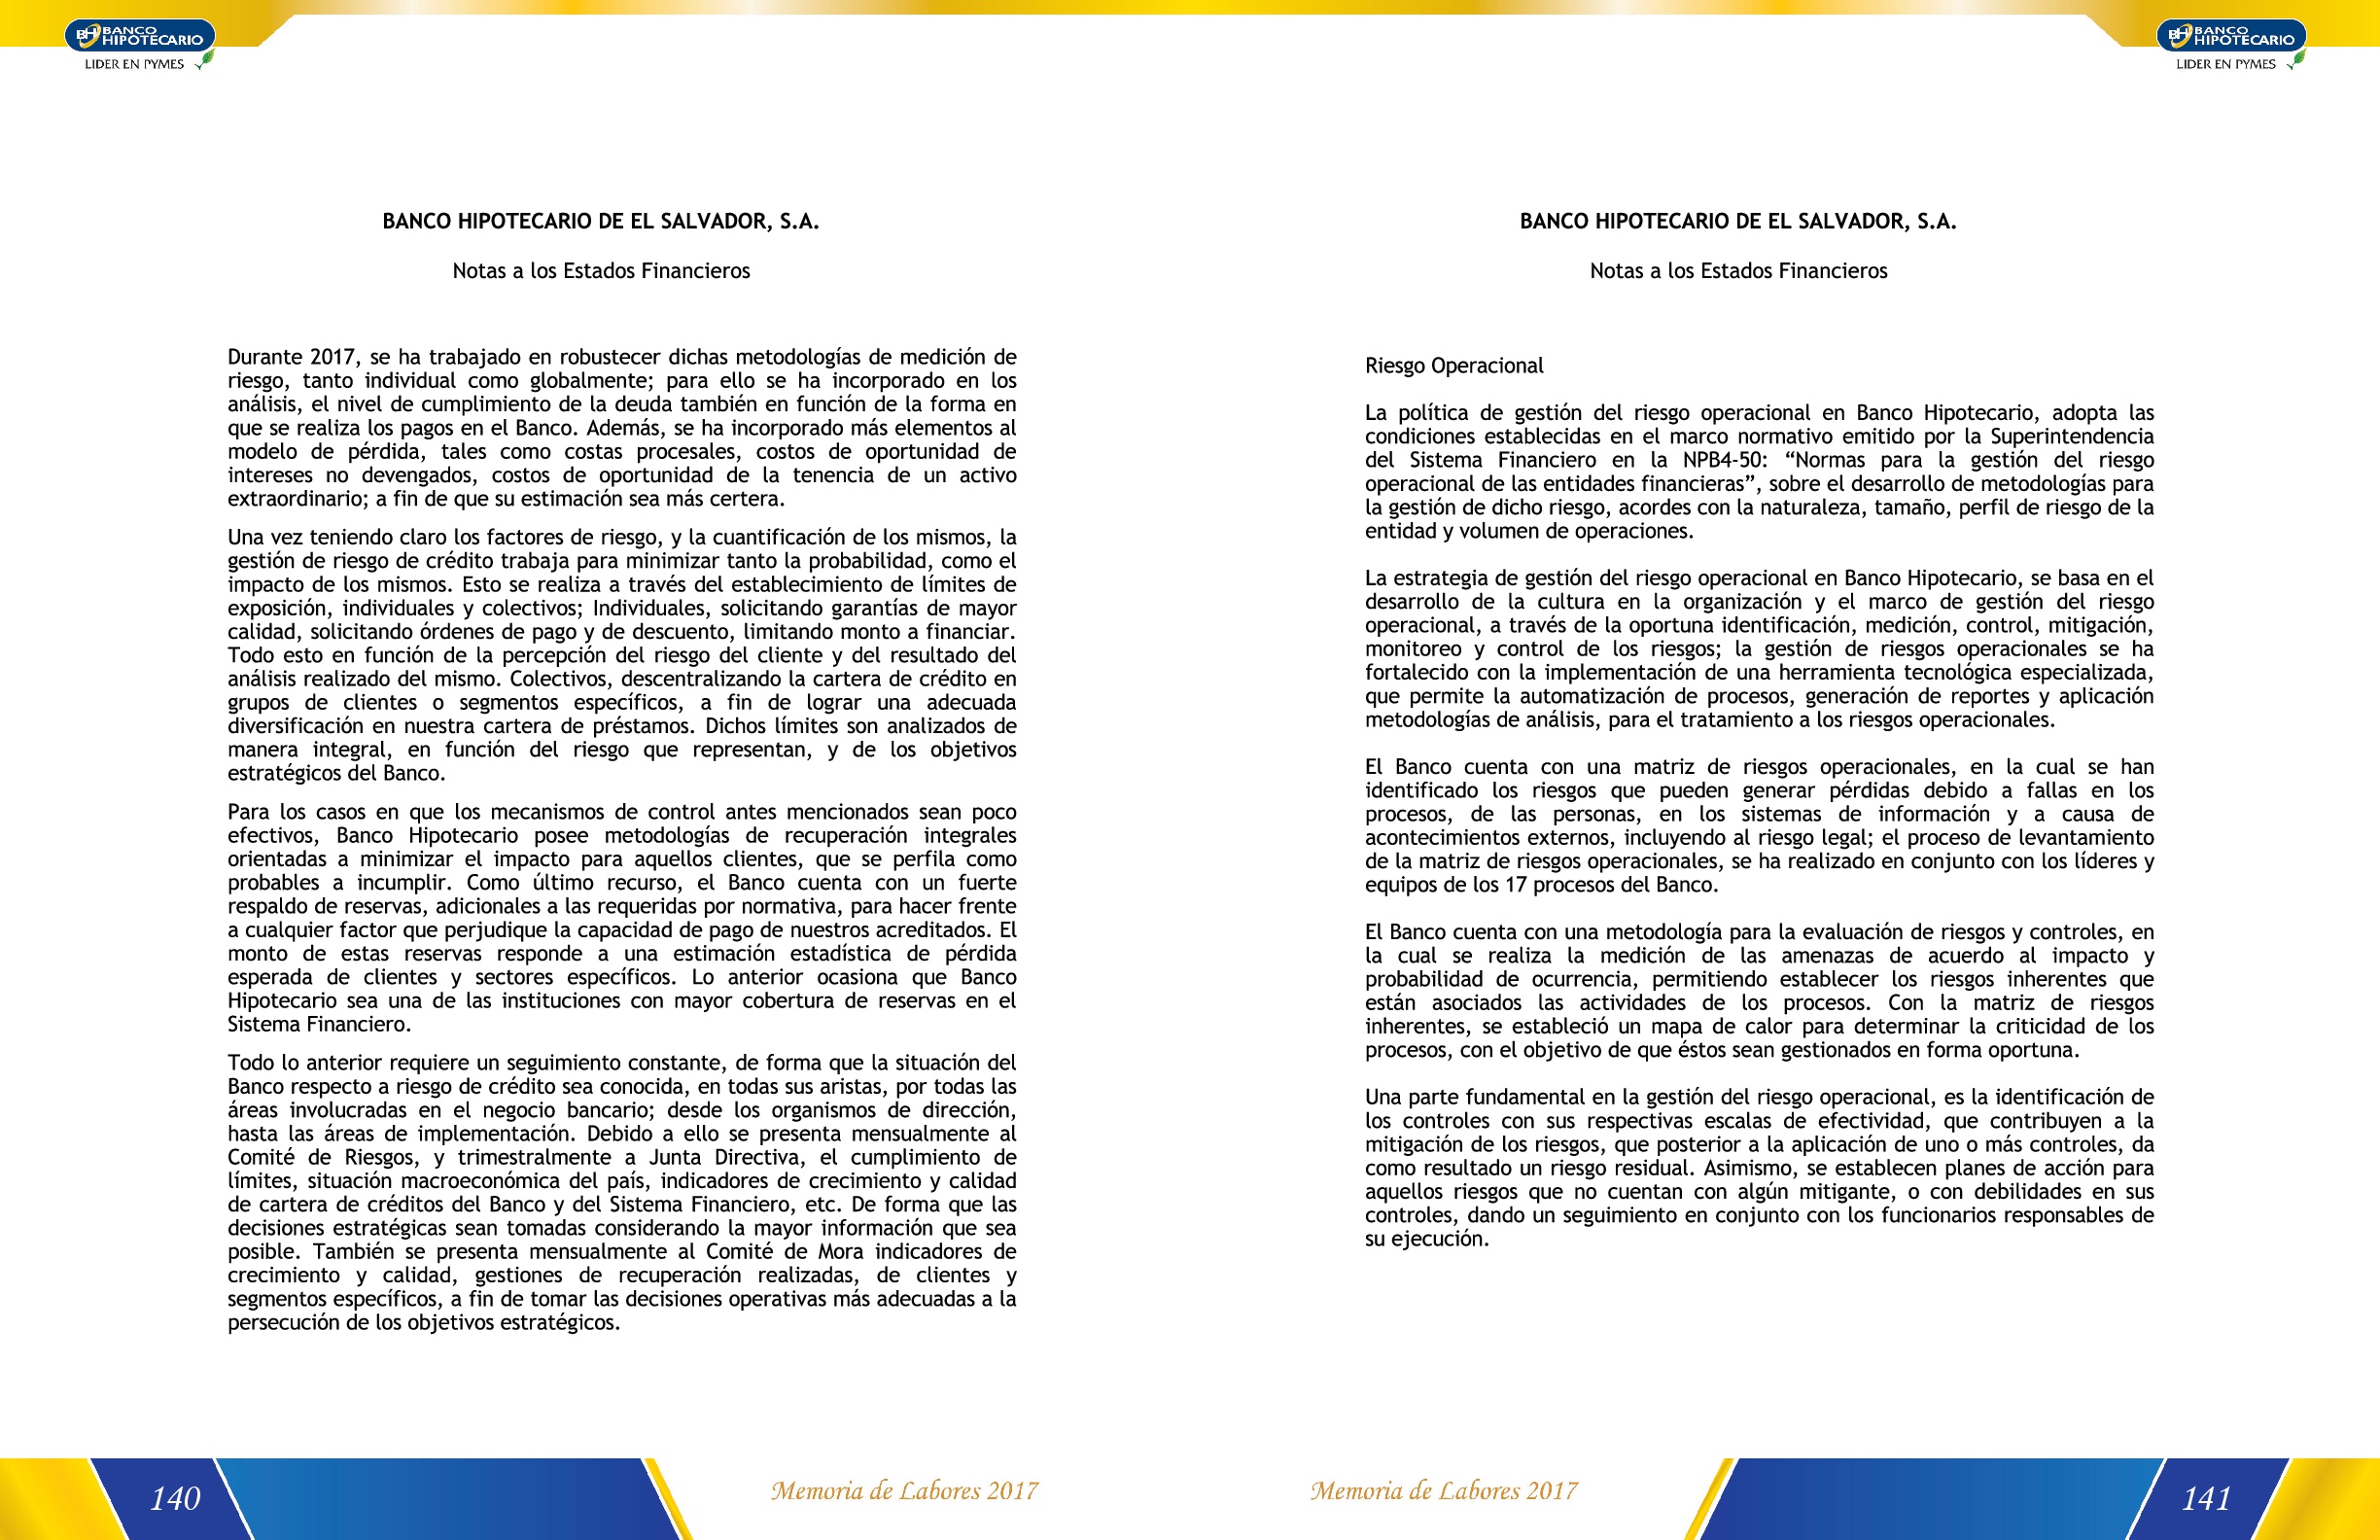 BH BANCO
HIPOTECARIO
LIDER EN PYMES
BANCO HIPOTECARIO DE EL SALVADOR, S.A.
Notas a los Estados Financieros
Durante 2017, se ha trabajado en robustecer dichas metodologías de medición de
riesgo, tanto individual como globalmente; para ello se ha incorporado en los
análisis, el nivel de cumplimiento de la deuda también en función de la forma en
que se realiza los pagos en el Banco. Además, se ha incorporado más elementos al
modelo de pérdida, tales como costas procesales, costos de oportunidad de
intereses no devengados, costos de oportunidad de la tenencia de un activo
extraordinario; a fin de que su estimación sea más certera.
Una vez teniendo claro los factores de riesgo, y la cuantificación de los mismos, la
gestión de riesgo de crédito trabaja para minimizar tanto la probabilidad, como el
impacto de los mismos. Esto se realiza a través del establecimiento de límites de
exposición, individuales y colectivos; Individuales, solicitando garantías de mayor
calidad, solicitando órdenes de pago y de descuento, limitando monto a financiar.
Todo esto en función de la percepción del riesgo del cliente y del resultado del
análisis realizado del mismo. Colectivos, descentralizando la cartera de crédito en
grupos de clientes o segmentos específicos, a fin de lograr una adecuada
diversificación en nuestra cartera de préstamos. Dichos límites son analizados de
manera integral, en función del riesgo que representan, y de los objetivos
estratégicos del Banco.
Para los casos en que los mecanismos de control antes mencionados sean poco
efectivos, Banco Hipotecario posee metodologías de recuperación integrales
orientadas a minimizar el impacto para aquellos clientes, que se perfila como
probables a incumplir. Como último recurso, el Banco cuenta con un fuerte
respaldo de reservas, adicionales a las requeridas por normativa, para hacer frente
a cualquier factor que perjudique la capacidad de pago de nuestros acreditados. El
monto de estas reservas responde a una estimación estadística de pérdida
esperada de clientes y sectores específicos. Lo anterior ocasiona que Banco
Hipotecario sea una de las instituciones con mayor cobertura de reservas en el
Sistema Financiero.
Todo lo anterior requiere un seguimiento constante, de forma que la situación del
Banco respecto a riesgo de crédito sea conocida, en todas sus aristas, por todas las
áreas involucradas en el negocio bancario; desde los organismos de dirección,
hasta las áreas de implementación. Debido a ello se presenta mensualmente al
Comité de Riesgos, y trimestralmente a Junta Directiva, el cumplimiento de
límites, situación macroeconómica del país, indicadores de crecimiento y calidad
de cartera de créditos del Banco y del Sistema Financiero, etc. De forma que las
decisiones estratégicas sean tomadas considerando la mayor información que sea
posible. También se presenta mensualmente al Comité de Mora indicadores de
crecimiento y calidad, gestiones de recuperación realizadas, de clientes y
segmentos específicos, a fin de tomar las decisiones operativas más adecuadas a la
persecución de los objetivos estratégicos.
140
Memoria de Labores 2017
BH BANCO
HIPOTECARIO
LIDER EN PYMES
BANCO HIPOTECARIO DE EL SALVADOR, S.A.
Notas a los Estados Financieros
Riesgo Operacional
La política de gestión del riesgo operacional en Banco Hipotecario, adopta las
condiciones establecidas en el marco normativo emitido por la Superintendencia
del Sistema Financiero en la NPB4-50: “Normas para la gestión del riesgo
operacional de las entidades financieras”, sobre el desarrollo de metodologías para
la gestión de dicho riesgo, acordes con la naturaleza, tamaño, perfil de riesgo de la
entidad y volumen de operaciones.
La estrategia de gestión del riesgo operacional en Banco Hipotecario, se basa en el
desarrollo de la cultura en la organización y el marco de gestión del riesgo
operacional, a través de la oportuna identificación, medición, control, mitigación,
monitoreo y control de los riesgos; la gestión de riesgos operacionales se ha
fortalecido con la implementación de una herramienta tecnológica especializada,
que permite la automatización de procesos, generación de reportes y aplicación
metodologías de análisis, para el tratamiento a los riesgos operacionales.
El Banco cuenta con una matriz de riesgos operacionales, en la cual se han
identificado los riesgos que pueden generar pérdidas debido a fallas en los
procesos, de las personas, en los sistemas de información y a causa de
acontecimientos externos, incluyendo al riesgo legal; el proceso de levantamiento
de la matriz de riesgos operacionales, se ha realizado en conjunto con los líderes y
equipos de los 17 procesos del Banco.
El Banco cuenta con una metodología para la evaluación de riesgos y controles, en
la cual se realiza la medición de las amenazas de acuerdo al impacto y
probabilidad de ocurrencia, permitiendo establecer los riesgos inherentes que
están asociados las actividades de los procesos. Con la matriz de riesgos
inherentes, se estableció un mapa de calor para determinar la criticidad de los
procesos, con el objetivo de que éstos sean gestionados en forma oportuna.
Una parte fundamental en la gestión del riesgo operacional, es la identificación de
los controles con sus respectivas escalas de efectividad, que contribuyen a la
mitigación de los riesgos, que posterior a la aplicación de uno o más controles, da
como resultado un riesgo residual. Asimismo, se establecen planes de acción para
aquellos riesgos que no cuentan con algún mitigante, o con debilidades en sus
controles, dando un seguimiento en conjunto con los funcionarios responsables de
su ejecución.
Memoria de Labores 2017
141